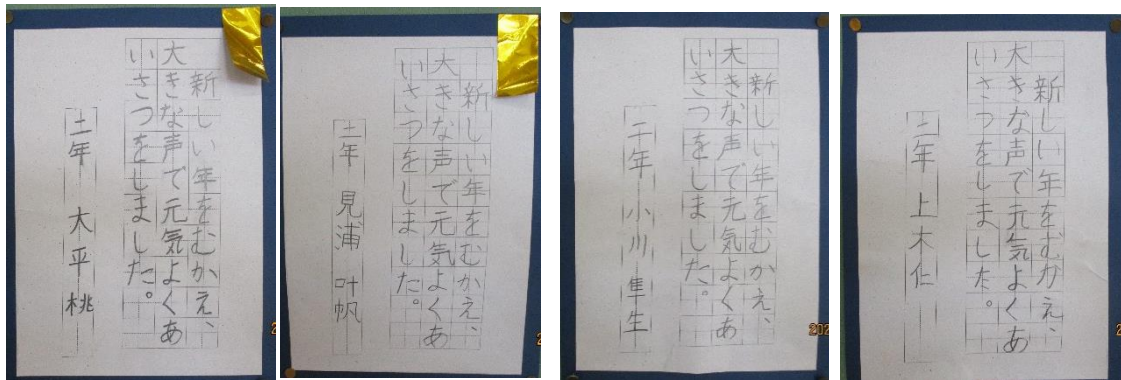 新しい年をむかえ、
大きな声で元気よくあ
いさつをしました。
二年 大平桃
新しい年をむかえ、
大きな声で元気よくあ
いさつをしました。
二年 見浦叶帆
新しい年をむかえ、
大きな声で元気よくあ
いさつをしました。
二年 小川隼生
202
新しい年をむかえ、
大きな声で元気よくあ
いさつをしました。
二年 上木仁